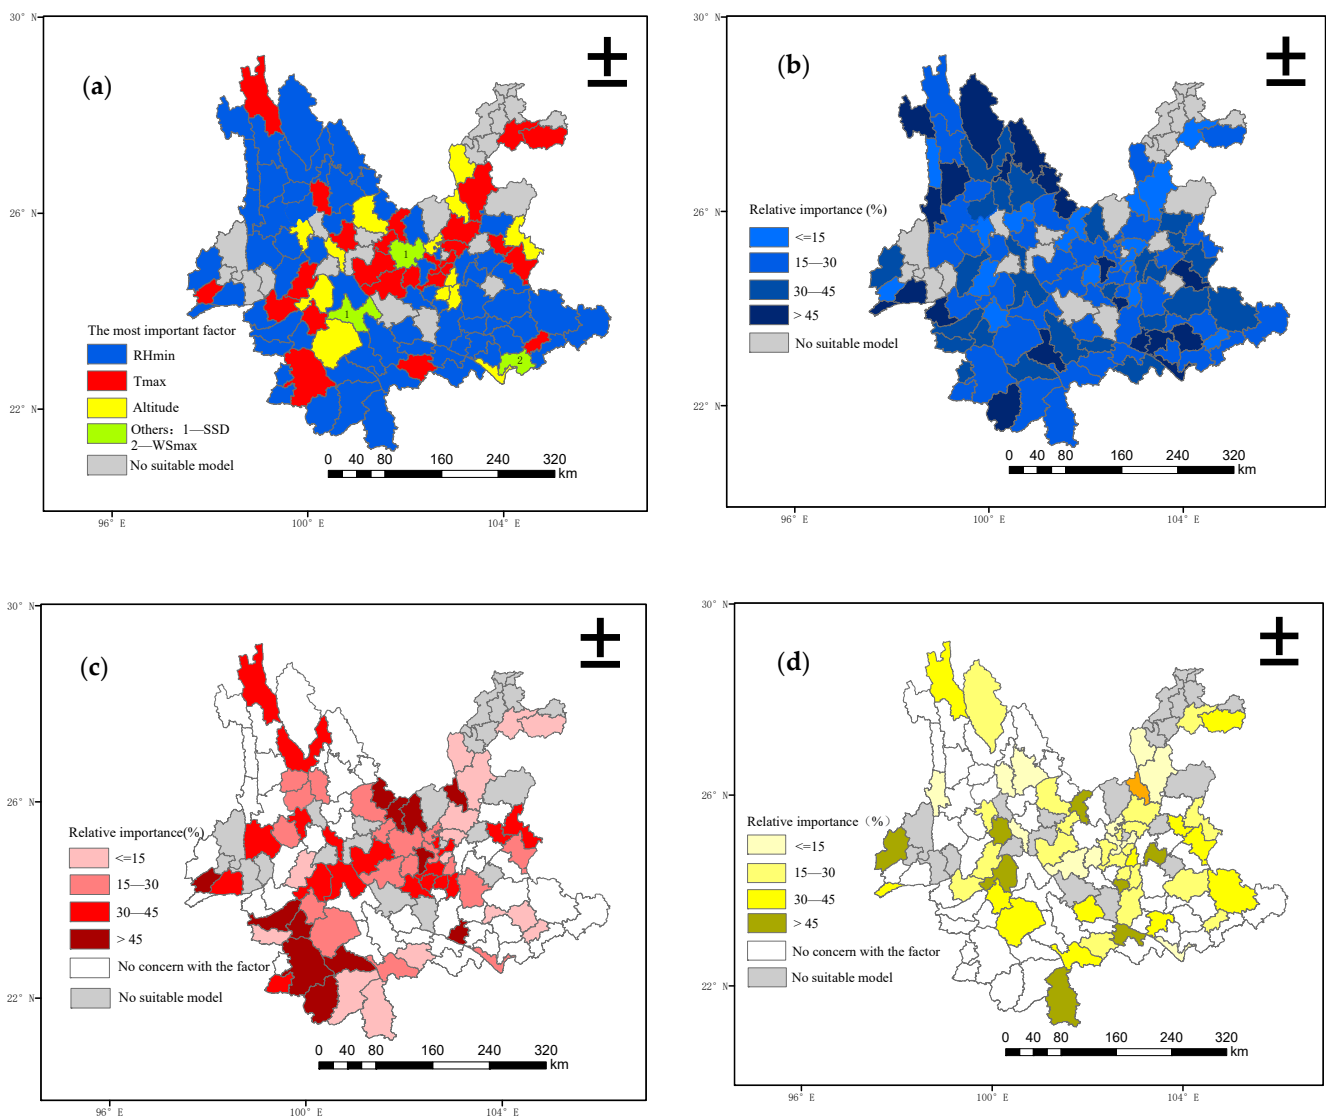 30° N
(a)
26° N
22° N
The most important factor
RHmin
Tmax
Altitude
Others：1—SSD
2—WSmax
No suitable model
1
1
2
0 40 80 160 240 320
km
96° E 100° E 104° E
30° N
(b)
26° N
22° N
Relative importance (%)
<=15
15—30
30—45
> 45
No suitable model
0 40 80 160 240 320
km
96° E 100° E 104° E
30° N
(c)
26° N
22° N
Relative importance(%)
<=15
15—30
30—45
> 45
No concern with the factor
No suitable model
0 40 80 160 240 320
km
96° E 100° E 104° E
30° N
(d)
26° N
22° N
Relative importance（%）
<=15
15—30
30—45
> 45
No concern with the factor
No suitable model
0 40 80 160 240 320
km
96° E 100° E 104° E